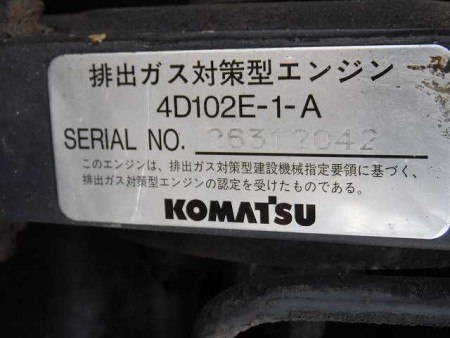 排出ガス対策型エンジン
4D102E-1-A
SERIAL NO. 26312042
このエンジンは、排出ガス対策型建設機械指定要領に基づく、
排出ガス対策型エンジンの認定を受けたものである。
KOMATSU